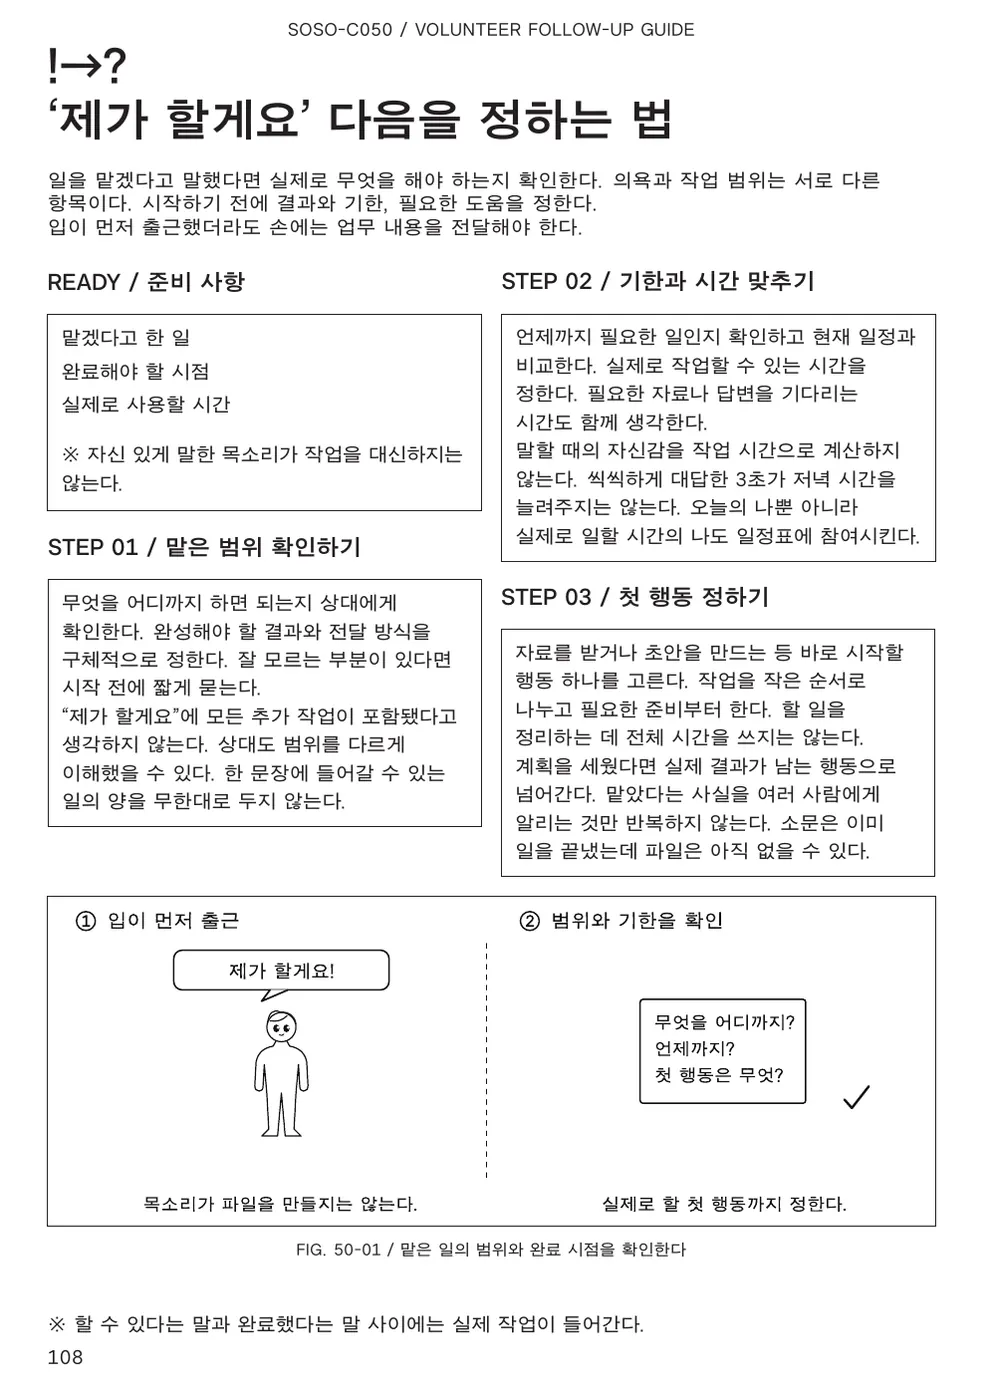 SOSO-C050 / VOLUNTEER FOLLOW-UP GUIDE
!→?
‘제가 할게요’ 다음을 정하는 법
일을 맡겠다고 말했다면 실제로 무엇을 해야 하는지 확인한다. 의욕과 작업 범위는 서로 다른
항목이다. 시작하기 전에 결과와 기한, 필요한 도움을 정한다.
입이 먼저 출근했더라도 손에는 업무 내용을 전달해야 한다.
READY / 준비 사항
맡겠다고 한 일
완료해야 할 시점
실제로 사용할 시간
※ 자신 있게 말한 목소리가 작업을 대신하지는
않는다.
STEP 01 / 맡은 범위 확인하기
무엇을 어디까지 하면 되는지 상대에게
확인한다. 완성해야 할 결과와 전달 방식을
구체적으로 정한다. 잘 모르는 부분이 있다면
시작 전에 짧게 묻는다.
“제가 할게요”에 모든 추가 작업이 포함됐다고
생각하지 않는다. 상대도 범위를 다르게
이해했을 수 있다. 한 문장에 들어갈 수 있는
일의 양을 무한대로 두지 않는다.
STEP 02 / 기한과 시간 맞추기
언제까지 필요한 일인지 확인하고 현재 일정과
비교한다. 실제로 작업할 수 있는 시간을
정한다. 필요한 자료나 답변을 기다리는
시간도 함께 생각한다.
말할 때의 자신감을 작업 시간으로 계산하지
않는다. 씩씩하게 대답한 3초가 저녁 시간을
늘려주지는 않는다. 오늘의 나뿐 아니라
실제로 일할 시간의 나도 일정표에 참여시킨다.
STEP 03 / 첫 행동 정하기
자료를 받거나 초안을 만드는 등 바로 시작할
행동 하나를 고른다. 작업을 작은 순서로
나누고 필요한 준비부터 한다. 할 일을
정리하는 데 전체 시간을 쓰지는 않는다.
계획을 세웠다면 실제 결과가 남는 행동으로
넘어간다. 맡았다는 사실을 여러 사람에게
알리는 것만 반복하지 않는다. 소문은 이미
일을 끝냈는데 파일은 아직 없을 수 있다.
① 입이 먼저 출근
제가 할게요!
목소리가 파일을 만들지는 않는다.
② 범위와 기한을 확인
무엇을 어디까지?
언제까지?
첫 행동은 무엇?
실제로 할 첫 행동까지 정한다.
FIG. 50-01 / 맡은 일의 범위와 완료 시점을 확인한다
※ 할 수 있다는 말과 완료했다는 말 사이에는 실제 작업이 들어간다.
108